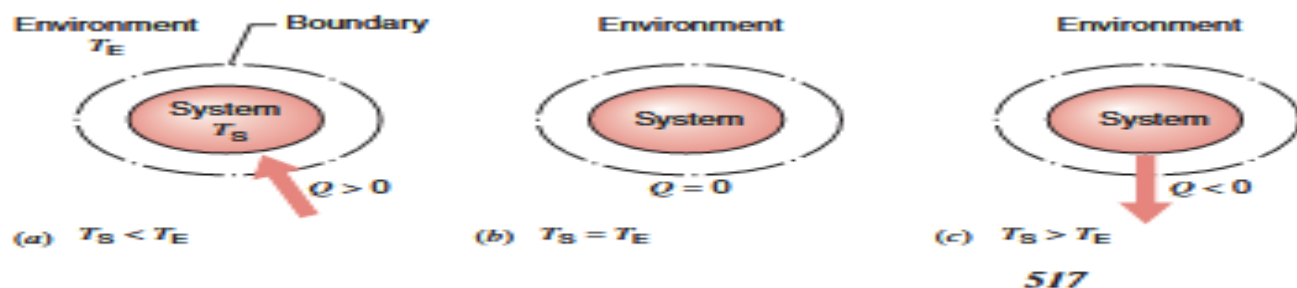 Environment
T_E
Boundary
System
T_S
Q > 0
(a) T_S < T_E
Environment
System
Q = 0
(b) T_S = T_E
Environment
System
Q < 0
(c) T_S > T_E
517